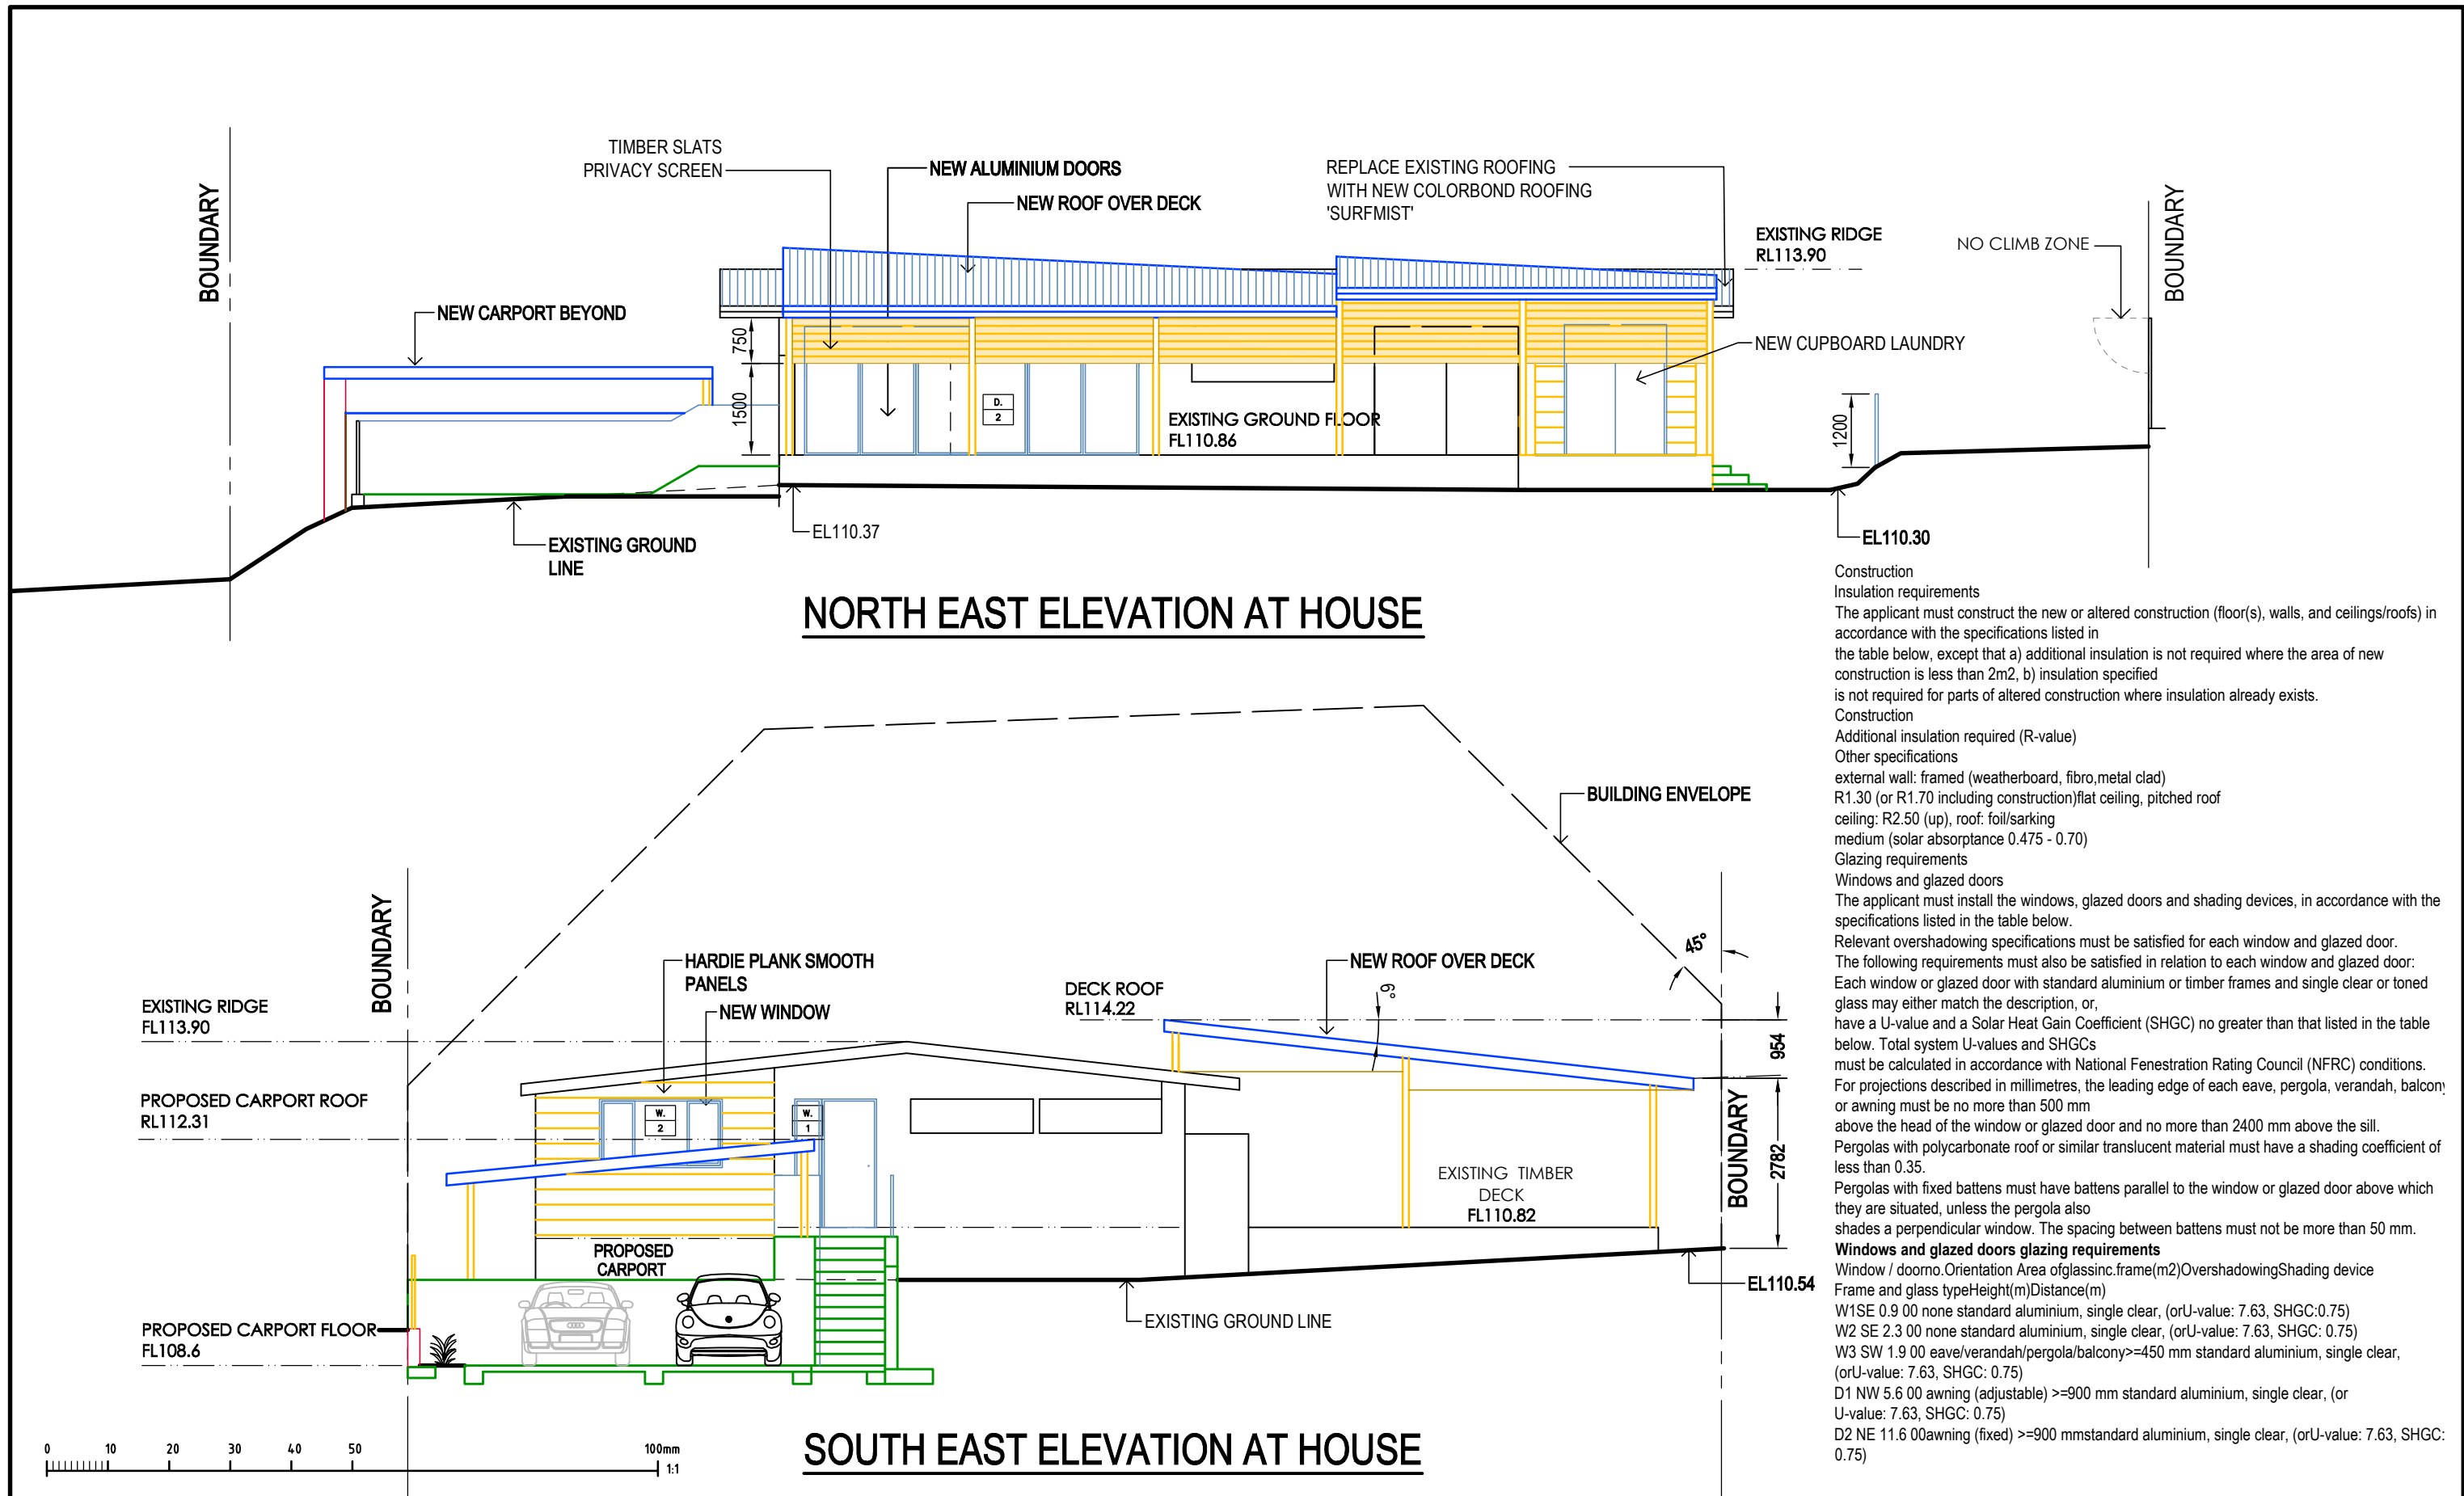 BOUNDARY
TIMBER SLATS
PRIVACY SCREEN
NEW ALUMINIUM DOORS
NEW ROOF OVER DECK
REPLACE EXISTING ROOFING
WITH NEW COLORBOND ROOFING
'SURFMIST'
EXISTING RIDGE
RL113.90
NO CLIMB ZONE
BOUNDARY
NEW CARPORT BEYOND
750
1500
D.
2
EXISTING GROUND FLOOR
FL110.86
NEW CUPBOARD LAUNDRY
1200
EXISTING GROUND
LINE
EL110.37
EL110.30
NORTH EAST ELEVATION AT HOUSE
Construction
Insulation requirements
The applicant must construct the new or altered construction (floor(s), walls, and ceilings/roofs) in
accordance with the specifications listed in
the table below, except that a) additional insulation is not required where the area of new
construction is less than 2m2, b) insulation specified
is not required for parts of altered construction where insulation already exists.
Construction
Additional insulation required (R-value)
Other specifications
external wall: framed (weatherboard, fibro,metal clad)
R1.30 (or R1.70 including construction)flat ceiling, pitched roof
ceiling: R2.50 (up), roof: foil/sarking
medium (solar absorptance 0.475 - 0.70)
Glazing requirements
Windows and glazed doors
The applicant must install the windows, glazed doors and shading devices, in accordance with the
specifications listed in the table below.
Relevant overshadowing specifications must be satisfied for each window and glazed door.
The following requirements must also be satisfied in relation to each window and glazed door:
Each window or glazed door with standard aluminium or timber frames and single clear or toned
glass may either match the description, or,
have a U-value and a Solar Heat Gain Coefficient (SHGC) no greater than that listed in the table
below. Total system U-values and SHGCs
must be calculated in accordance with National Fenestration Rating Council (NFRC) conditions.
For projections described in millimetres, the leading edge of each eave, pergola, verandah, balcony
or awning must be no more than 500 mm
above the head of the window or glazed door and no more than 2400 mm above the sill.
Pergolas with polycarbonate roof or similar translucent material must have a shading coefficient of
less than 0.35.
Pergolas with fixed battens must have battens parallel to the window or glazed door above which
they are situated, unless the pergola also
shades a perpendicular window. The spacing between battens must not be more than 50 mm.
Windows and glazed doors glazing requirements
Window / doorno.Orientation Area ofglassinc.frame(m2)OvershadowingShading device
Frame and glass typeHeight(m)Distance(m)
W1SE 0.9 00 none standard aluminium, single clear, (orU-value: 7.63, SHGC:0.75)
W2 SE 2.3 00 none standard aluminium, single clear, (orU-value: 7.63, SHGC: 0.75)
W3 SW 1.9 00 eave/verandah/pergola/balcony>=450 mm standard aluminium, single clear,
(orU-value: 7.63, SHGC: 0.75)
D1 NW 5.6 00 awning (adjustable) >=900 mm standard aluminium, single clear, (or
U-value: 7.63, SHGC: 0.75)
D2 NE 11.6 00awning (fixed) >=900 mmstandard aluminium, single clear, (orU-value: 7.63, SHGC:
0.75)
BUILDING ENVELOPE
45°
BOUNDARY
EXISTING RIDGE
FL113.90
HARDIE PLANK SMOOTH
PANELS
NEW WINDOW
DECK ROOF
RL114.22
6°
NEW ROOF OVER DECK
954
PROPOSED CARPORT ROOF
RL112.31
W.
2
W.
1
BOUNDARY
2782
EXISTING TIMBER
DECK
FL110.82
PROPOSED
CARPORT
EL110.54
EXISTING GROUND LINE
PROPOSED CARPORT FLOOR
FL108.6
0 10 20 30 40 50 100mm
1:1
SOUTH EAST ELEVATION AT HOUSE